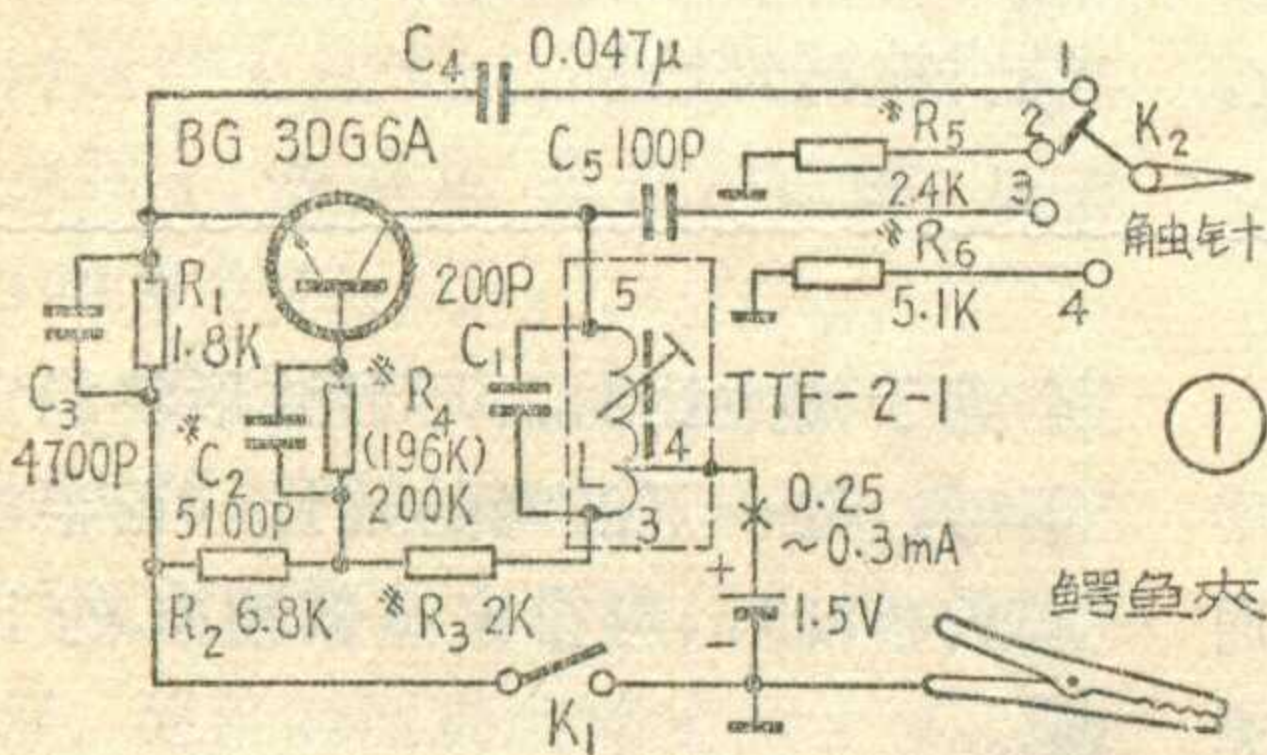 C₄ 0.047μ
1
BG 3DG6A
C₅ 100P
*R₅
2
K₂
2.4K
3
触针
*R₆
5.1K
4
R₁
1.8K
C₃
4700P
200P
C₁
5
*R₄
(196K)
200K
*C₂
5100P
L
4
3
TTF-2-1
①
0.25
~0.3mA
+
1.5V
-
R₂ 6.8K
*R₃ 2K
K₁
鳄鱼夹